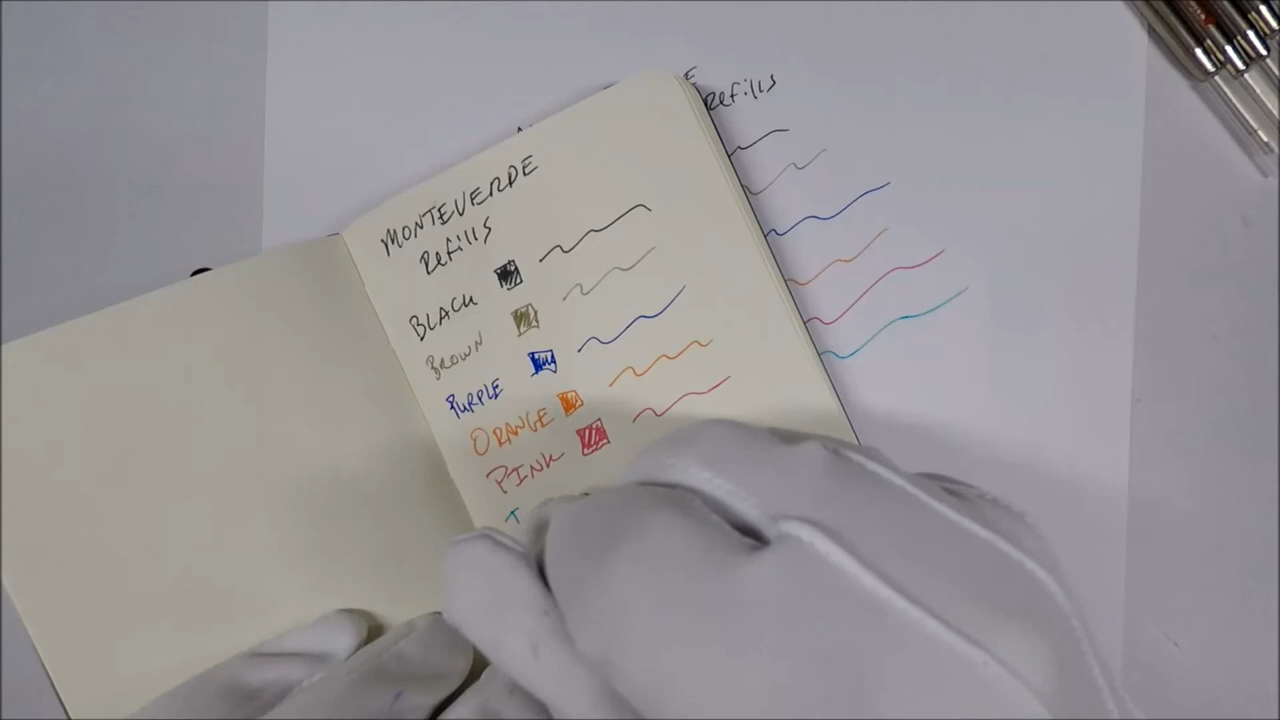 MONTEVERDE
Refills
BLACK
BROWN
PURPLE
ORANGE
PINK
T
Refills